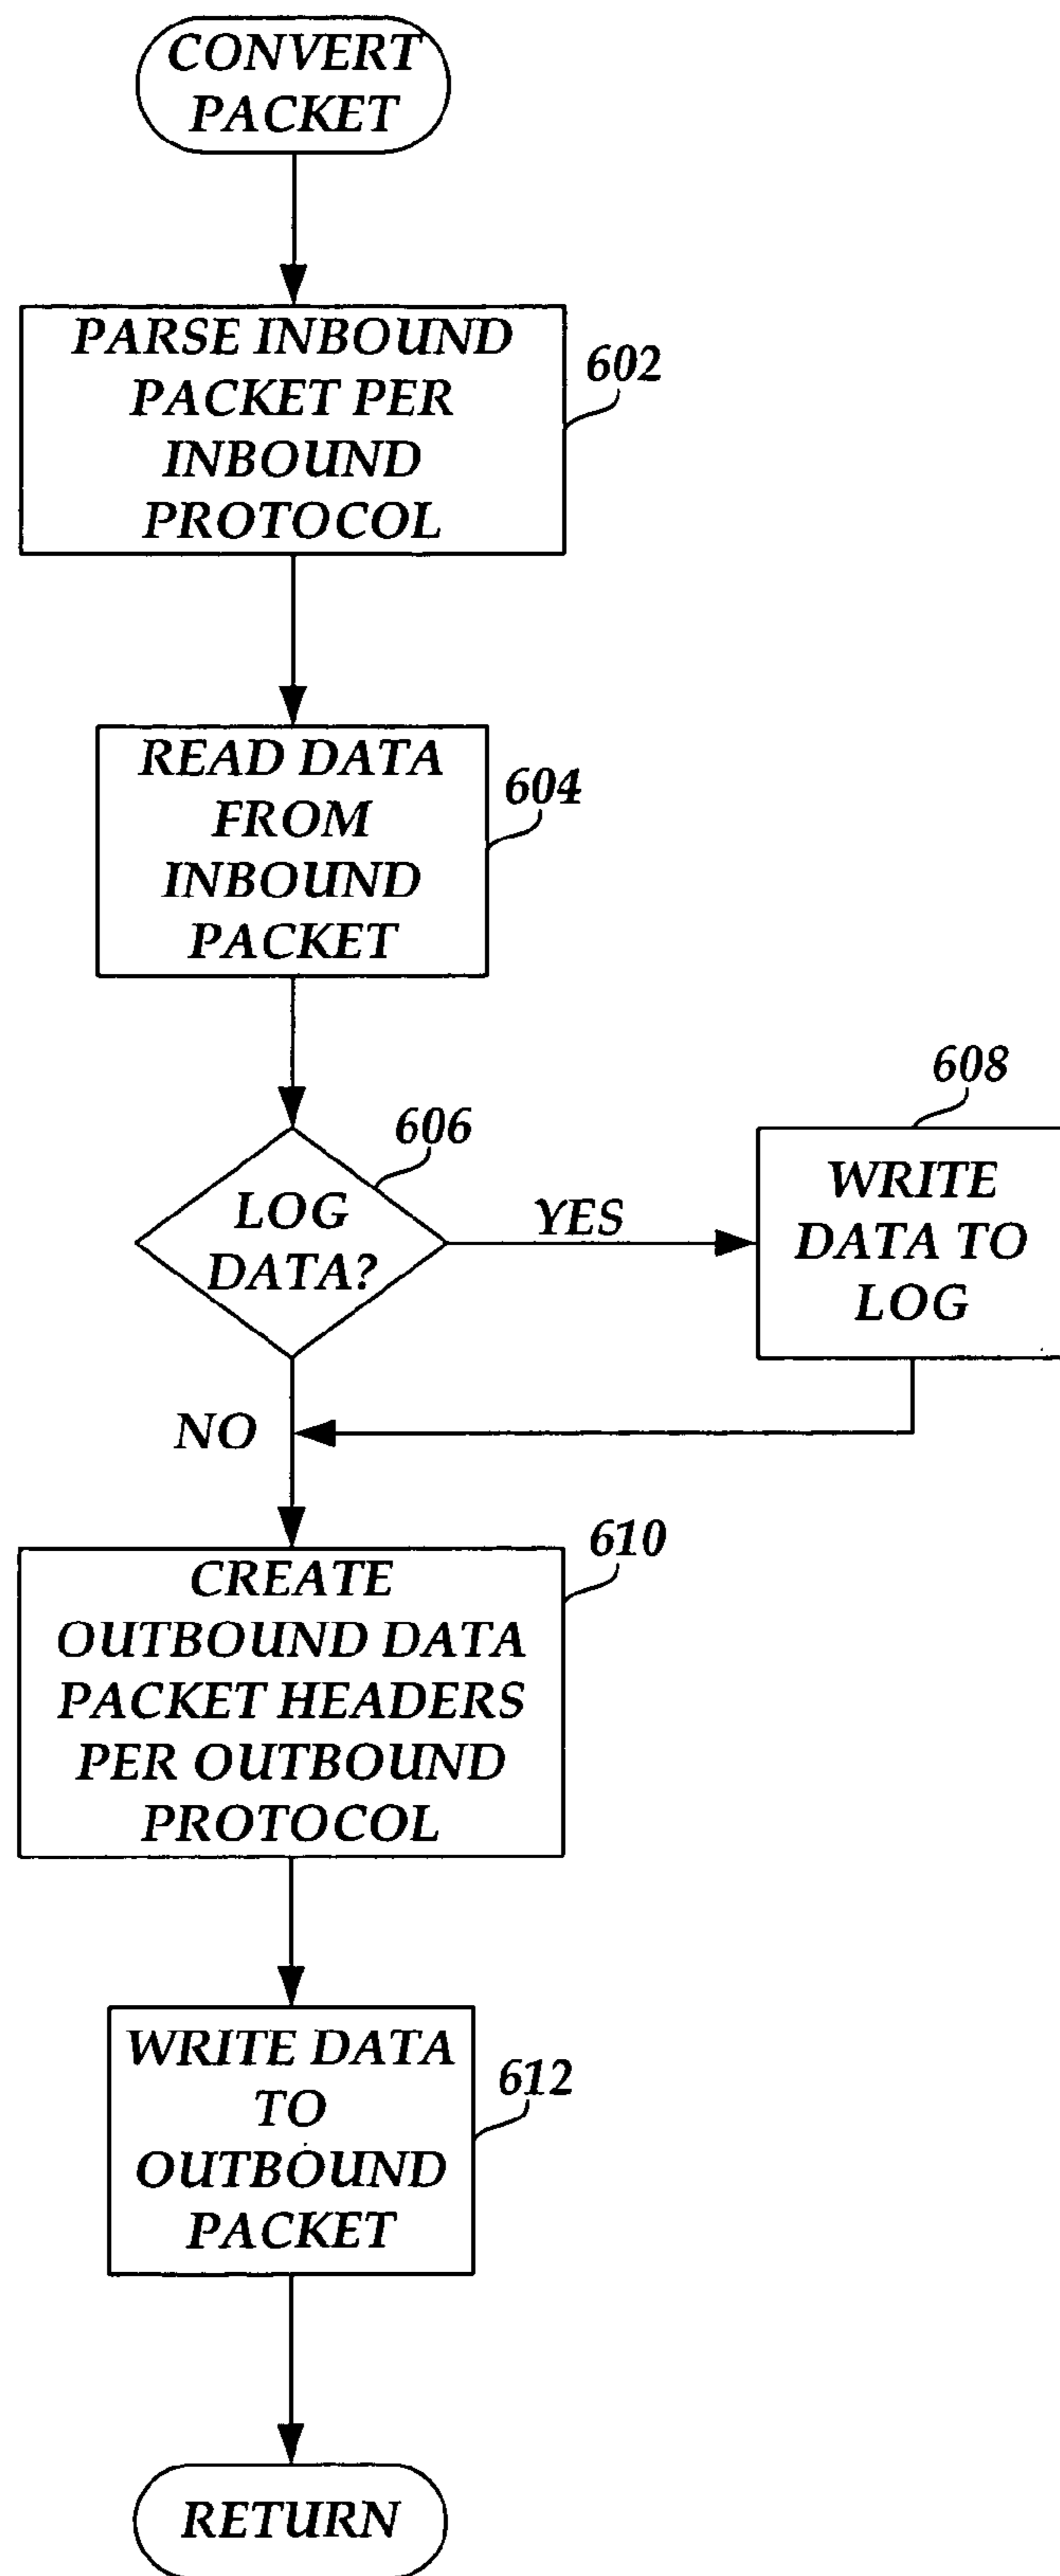 CONVERT
PACKET
PARSE INBOUND
PACKET PER
INBOUND
PROTOCOL
602
READ DATA
FROM
INBOUND
PACKET
604
LOG
DATA?
606
YES
608
WRITE
DATA TO
LOG
NO
610
CREATE
OUTBOUND DATA
PACKET HEADERS
PER OUTBOUND
PROTOCOL
WRITE DATA
TO
OUTBOUND
PACKET
612
RETURN